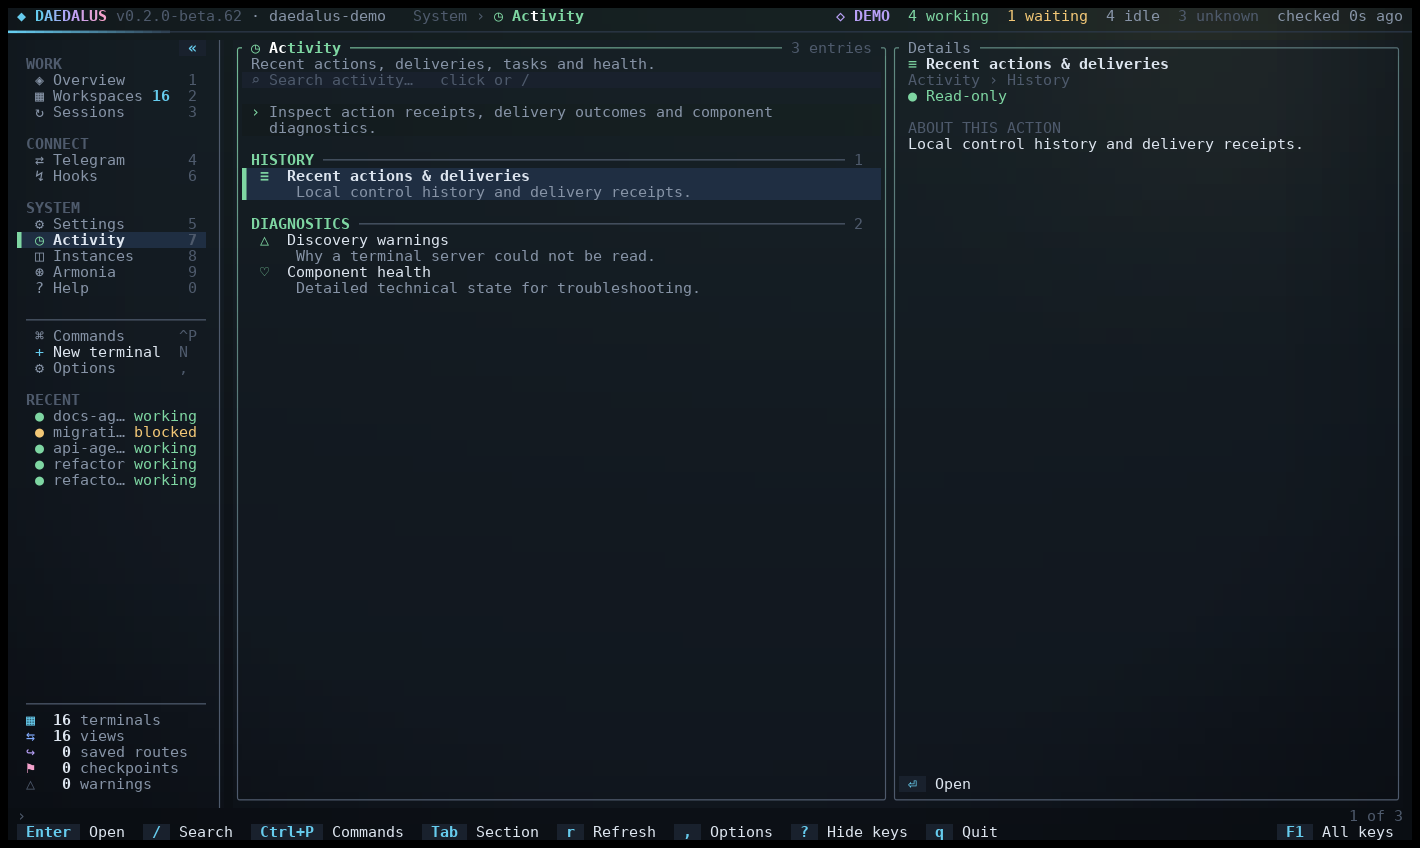 ◆ DAEDALUS v0.2.0-beta.62 · daedalus-demo System › ◷ Activity ◇ DEMO 4 working 1 waiting 4 idle 3 unknown checked 0s ago
«
WORK
◈ Overview 1
▦ Workspaces 16 2
↻ Sessions 3
CONNECT
⇄ Telegram 4
↯ Hooks 6
SYSTEM
⚙ Settings 5
◷ Activity 7
◫ Instances 8
⊛ Armonia 9
? Help 0
⌘ Commands ^P
+ New terminal N
⚙ Options ,
RECENT
● docs-ag… working
● migrati… blocked
● api-age… working
● refactor working
● refacto… working
▦ 16 terminals
⇆ 16 views
↪ 0 saved routes
⚑ 0 checkpoints
△ 0 warnings
◷ Activity 3 entries
Recent actions, deliveries, tasks and health.
⌕ Search activity… click or /
› Inspect action receipts, delivery outcomes and component
diagnostics.
HISTORY 1
≡ Recent actions & deliveries
Local control history and delivery receipts.
DIAGNOSTICS 2
△ Discovery warnings
Why a terminal server could not be read.
♡ Component health
Detailed technical state for troubleshooting.
Details
≡ Recent actions & deliveries
Activity › History
● Read-only
ABOUT THIS ACTION
Local control history and delivery receipts.
⏎ Open
› 1 of 3
Enter Open / Search Ctrl+P Commands Tab Section r Refresh , Options ? Hide keys q Quit F1 All keys